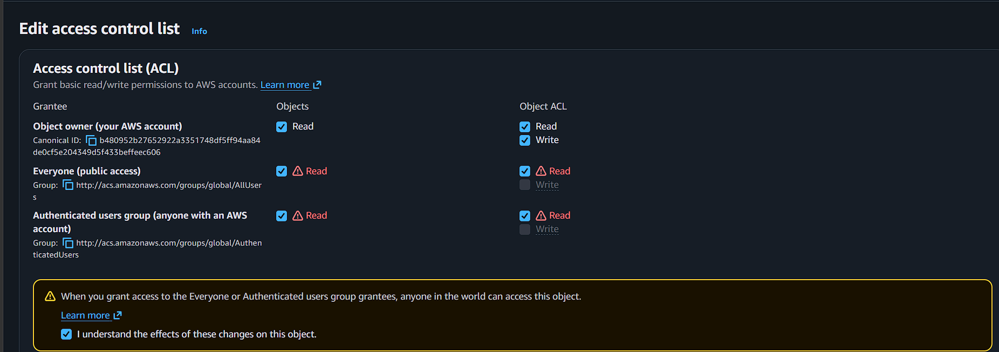 Edit access control list Info
Access control list (ACL)
Grant basic read/write permissions to AWS accounts. Learn more
Grantee Objects Object ACL
Object owner (your AWS account) Read Read
Canonical ID: b480952b27652922a3351748df5ff94aa84 Write
de0cf5e204349d5f433beffeec606
Everyone (public access) Read Read
Group: http://acs.amazonaws.com/groups/global/AllUser Write
s
Authenticated users group (anyone with an AWS Read Read
account) Write
Group: http://acs.amazonaws.com/groups/global/Authen
ticatedUsers
When you grant access to the Everyone or Authenticated users group grantees, anyone in the world can access this object.
Learn more
I understand the effects of these changes on this object.